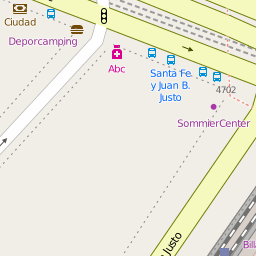 Ciudad
Deporcamping
Abc
Santa Fe
y Juan B.
Justo
4702
SommierCenter
Justo
Bill